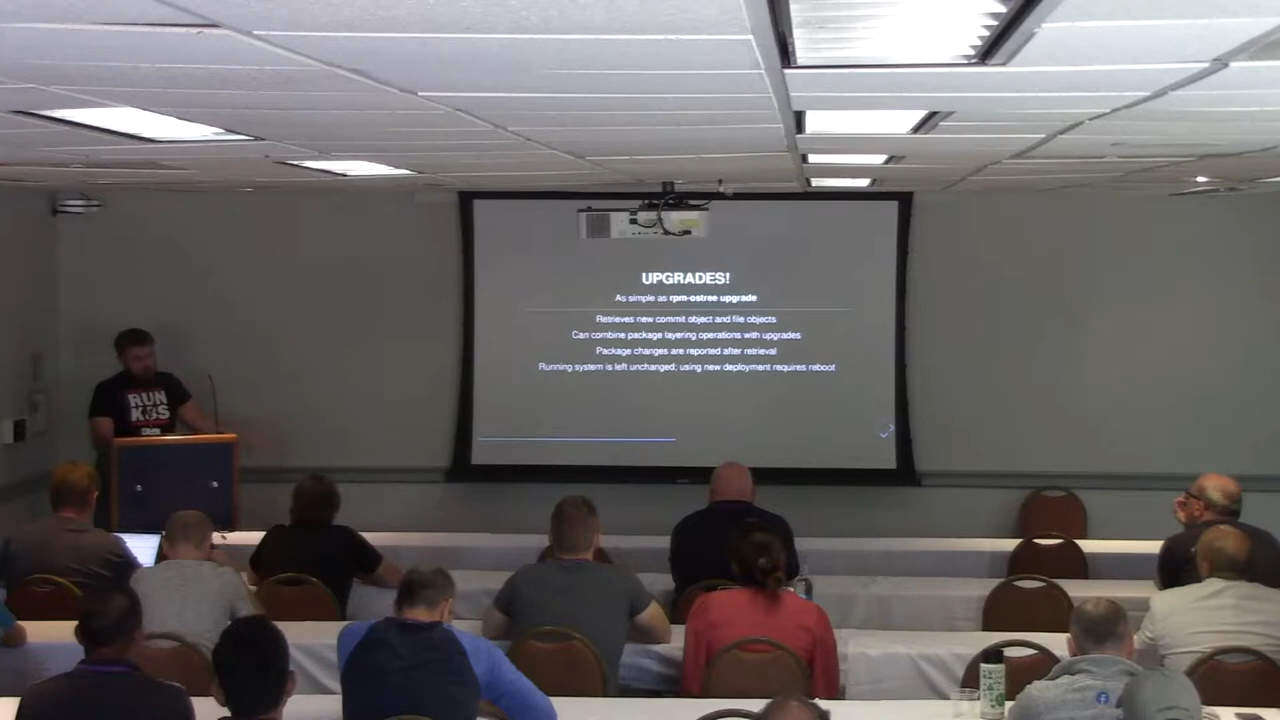 UPGRADES!
As simple as rpm-ostree upgrade
Retrieves new commit object and file objects
Can combine package layering operations with upgrades
Package changes are reported after retrieval
Running system is left unchanged; using new deployment requires reboot
RUN
K8S